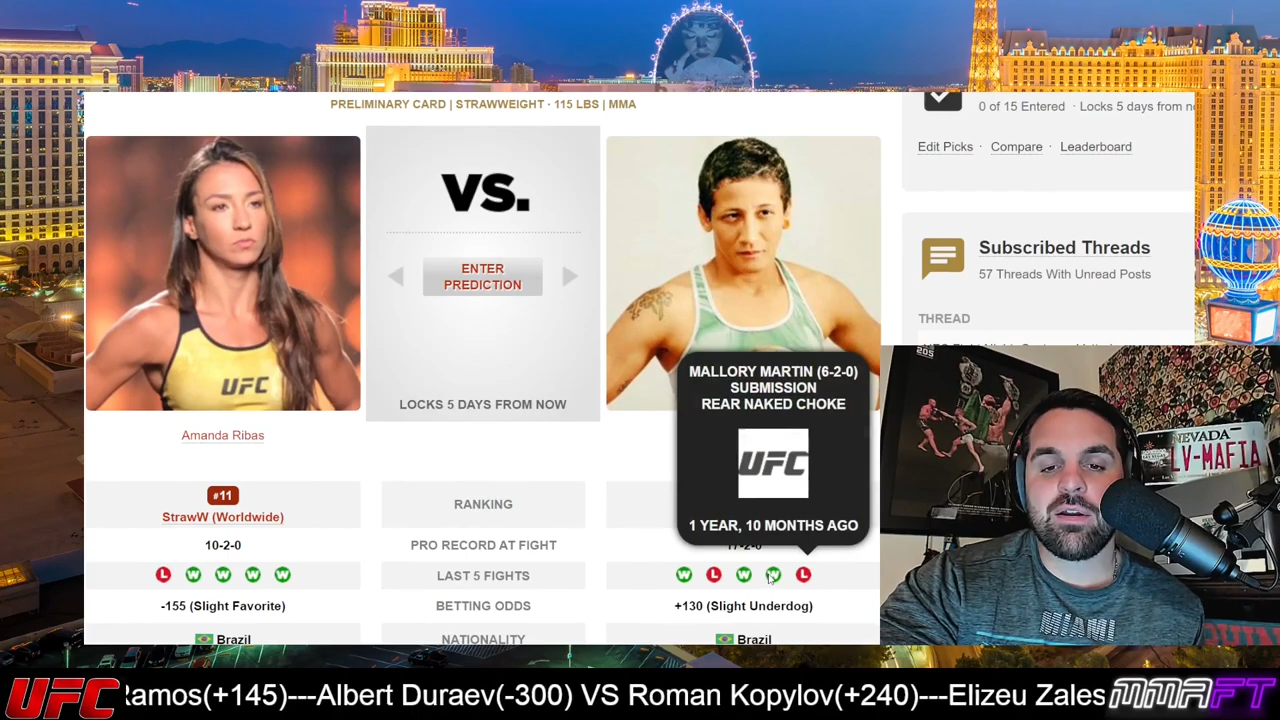 PRELIMINARY CARD | STRAWWEIGHT · 115 LBS | MMA
VS.
ENTER
PREDICTION
LOCKS 5 DAYS FROM NOW
UFC
Amanda Ribas
MALLORY MARTIN (6-2-0)
SUBMISSION
REAR NAKED CHOKE
UFC
1 YEAR, 10 MONTHS AGO
#11
StrawW (Worldwide)
RANKING
10-2-0
PRO RECORD AT FIGHT
L W W W W
LAST 5 FIGHTS
W L W W L
-155 (Slight Favorite)
BETTING ODDS
+130 (Slight Underdog)
Brazil
NATIONALITY
Brazil
0 of 15 Entered · Locks 5 days from
Edit Picks · Compare · Leaderboard
Subscribed Threads
57 Threads With Unread Posts
THREAD
205
NEVADA
LV-MAFIA
MIAMI
UFC
Ramos(+145)---Albert Duraev(-300) VS Roman Kopylov(+240)---Elizeu Zales
MMAFT